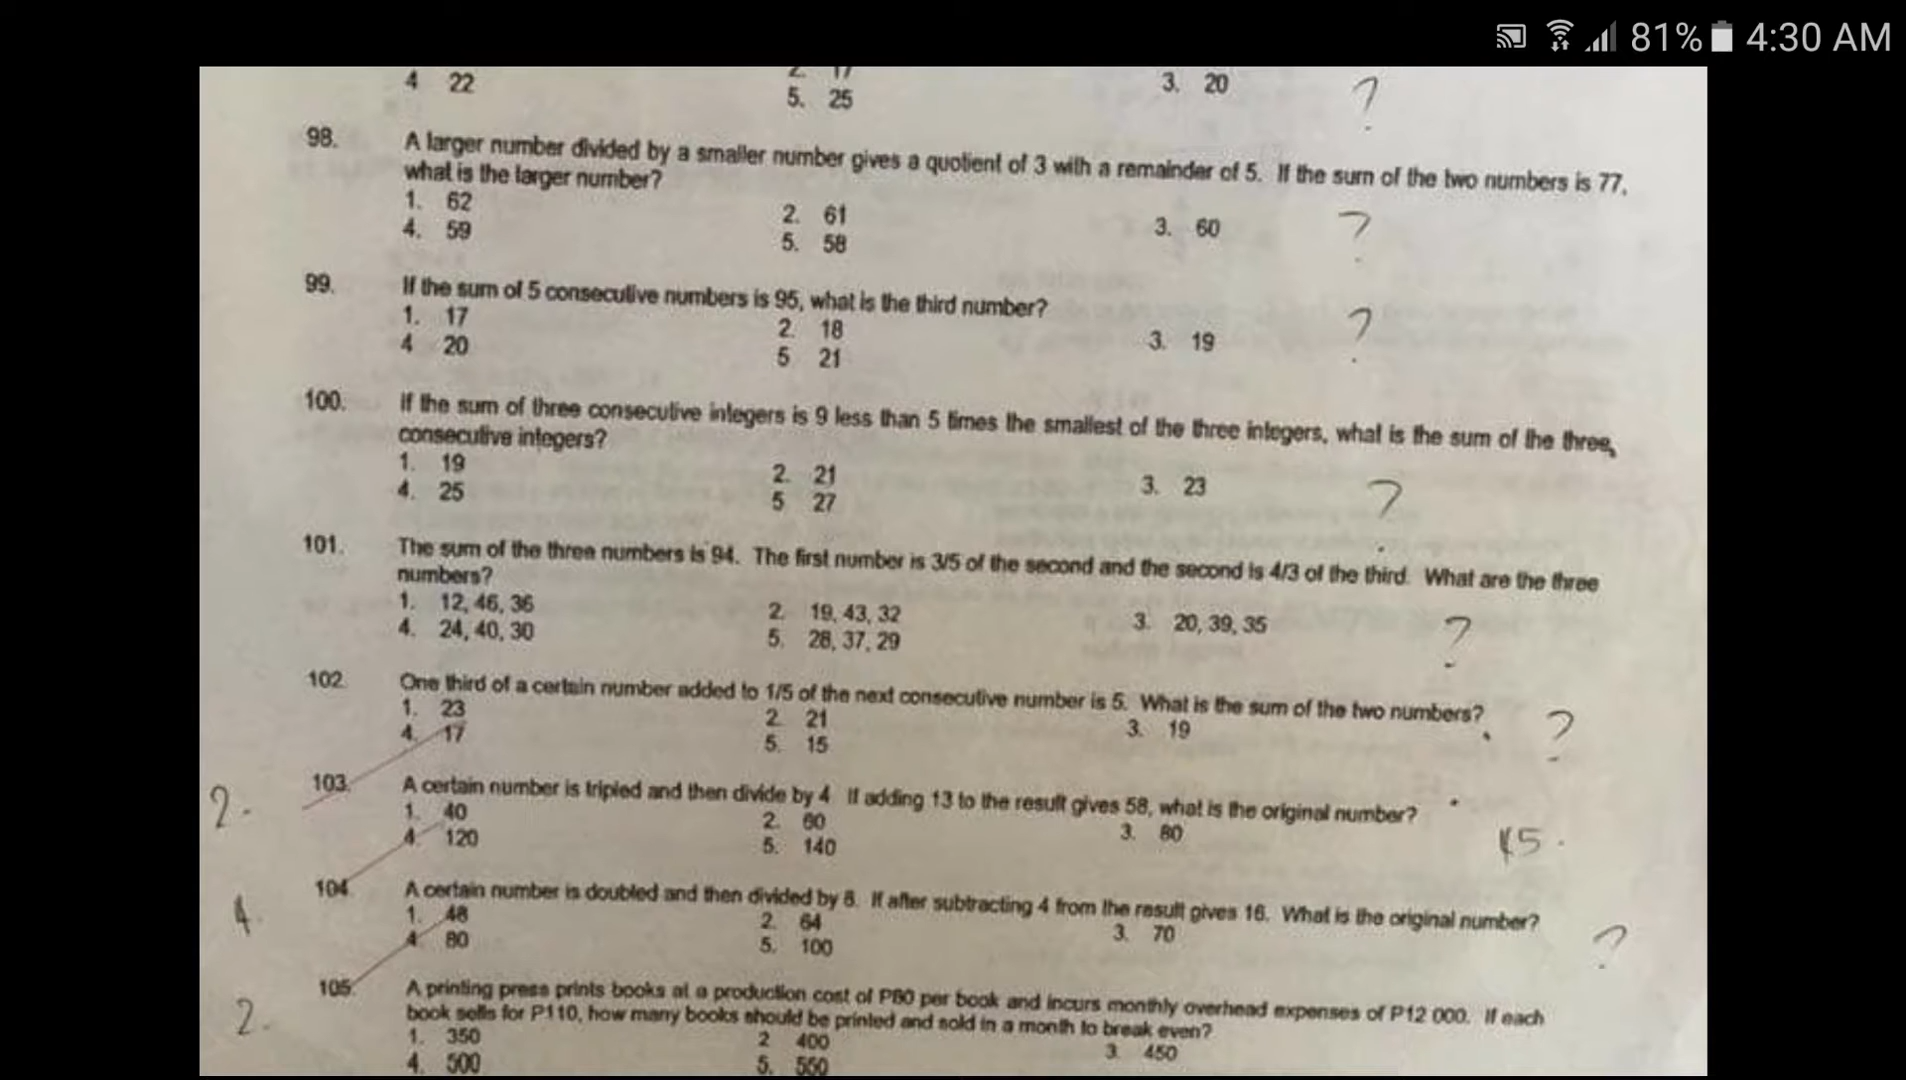 81% 4:30 AM
4 22 2. 17 3. 20 ?
5. 25
98. A larger number divided by a smaller number gives a quotient of 3 with a remainder of 5. If the sum of the two numbers is 77,
what is the larger number?
1. 62 2. 61 3. 60 ?
4. 59 5. 58
99. If the sum of 5 consecutive numbers is 95, what is the third number?
1. 17 2. 18 3. 19 ?
4 20 5 21
100. If the sum of three consecutive integers is 9 less than 5 times the smallest of the three integers, what is the sum of the three,
consecutive integers?
1. 19 2. 21 3. 23 ?
4. 25 5 27
101. The sum of the three numbers is 94. The first number is 3/5 of the second and the second is 4/3 of the third. What are the three
numbers?
1. 12, 46, 36 2. 19, 43, 32 3. 20, 39, 35 ?
4. 24, 40, 30 5. 28, 37, 29
102. One third of a certain number added to 1/5 of the next consecutive number is 5. What is the sum of the two numbers? ?
1. 23 2. 21 3. 19
4. 17 5. 15
2. 103. A certain number is tripled and then divide by 4 If adding 13 to the result gives 58, what is the original number?
1. 40 2. 60 3. 80
4. 120 5. 140
4. 104. A certain number is doubled and then divided by 8. If after subtracting 4 from the result gives 16. What is the original number? ?
1. 48 2. 64 3. 70
4. 80 5. 100
2. 105. A printing press prints books at a production cost of P80 per book and incurs monthly overhead expenses of P12 000. If each
book sells for P110, how many books should be printed and sold in a month to break even?
1. 350 2 400 3. 450
4. 500 5. 550